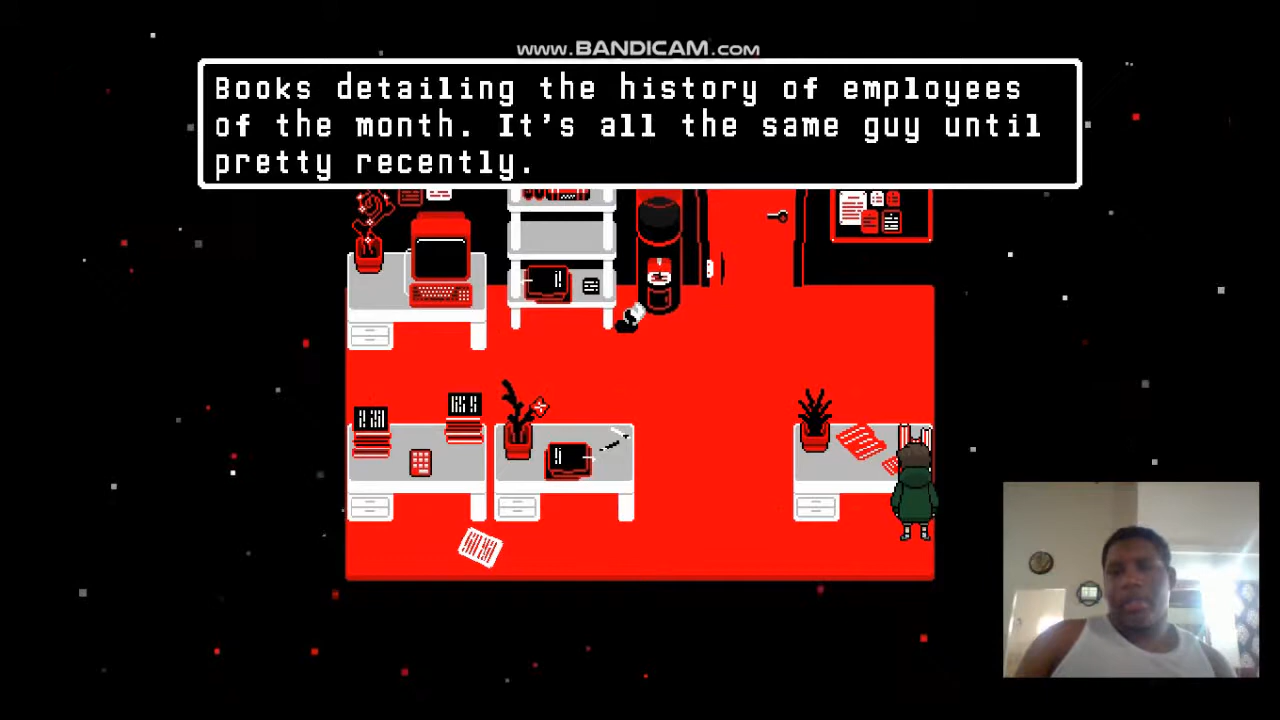 www.BANDICAM.com
Books detailing the history of employees
of the month. It's all the same guy until
pretty recently.